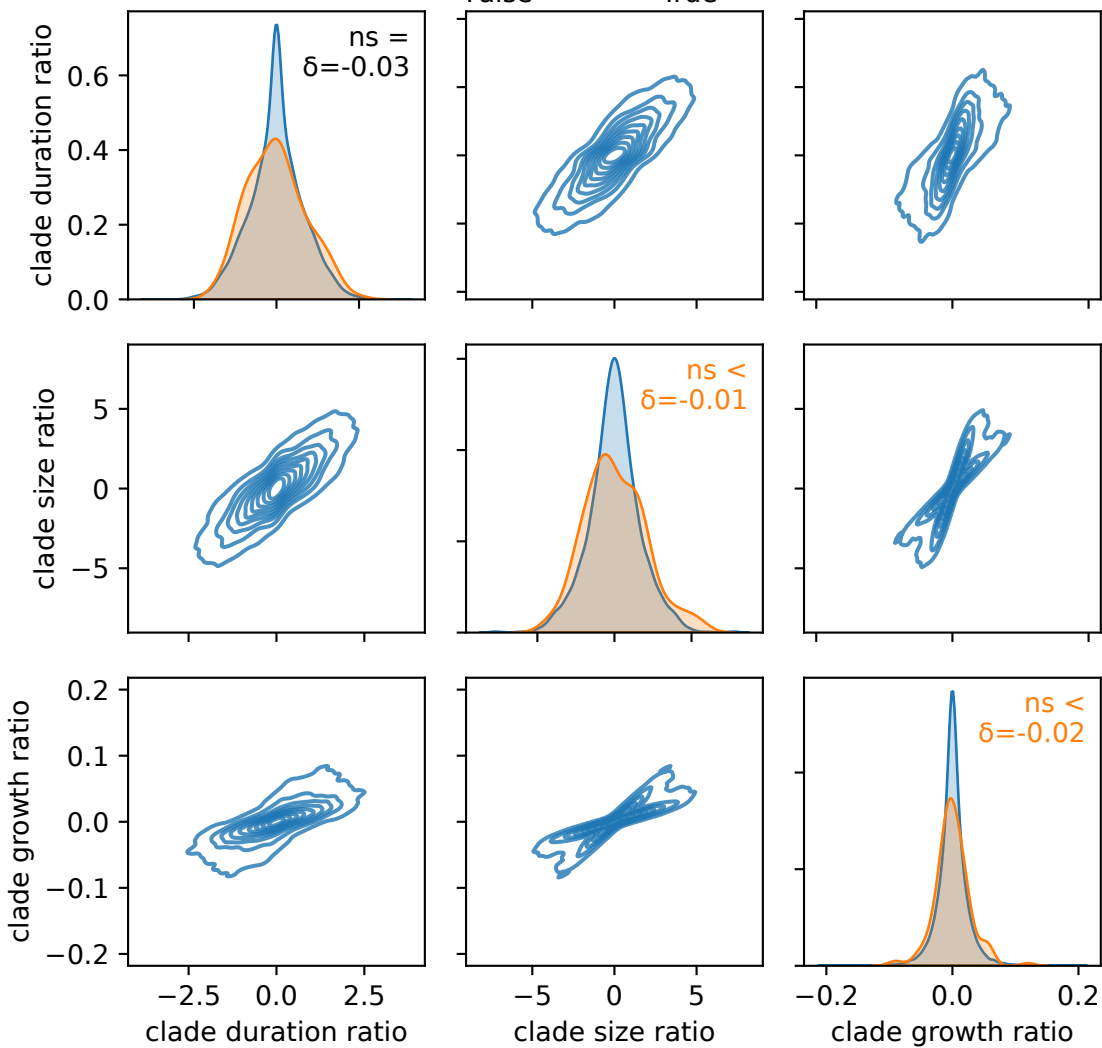 clade duration ratio
0.6
0.4
0.2
0.0
ns =
δ=-0.03
clade size ratio
5
0
−5
ns <
δ=-0.01
clade growth ratio
0.2
0.1
0.0
−0.1
−0.2
ns <
δ=-0.02
−2.5 0.0 2.5
−5 0 5
−0.2 0.0 0.2
clade duration ratio
clade size ratio
clade growth ratio